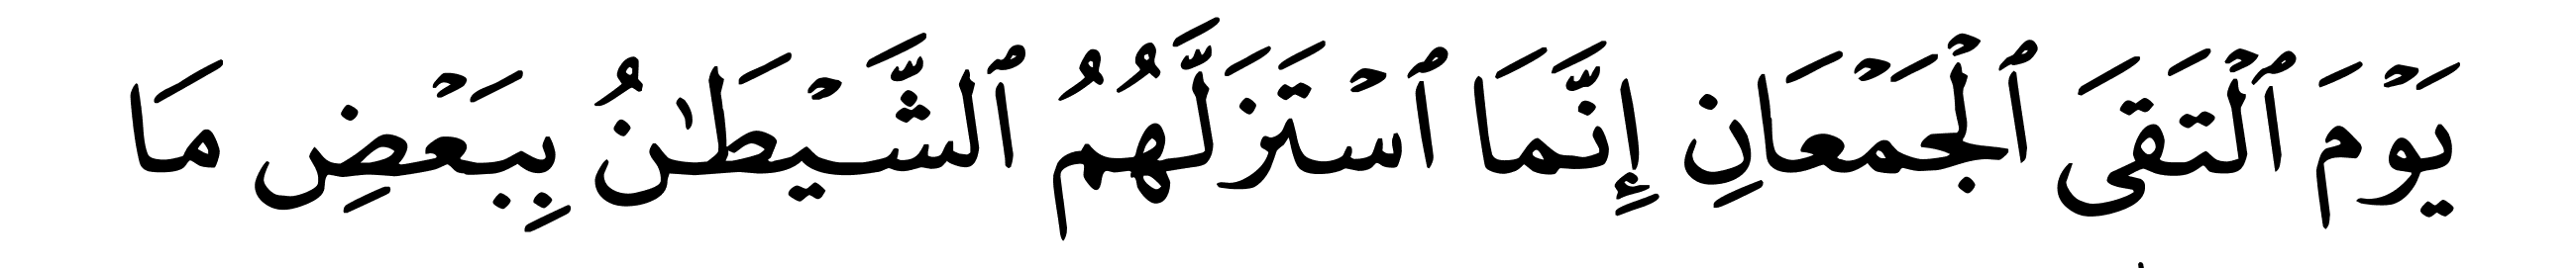 يَوْمَ ٱلْتَقَى ٱلْجَمْعَانِ إِنَّمَا ٱسْتَزَلَّهُمُ ٱلشَّيْطَٰنُ بِبَعْضِ مَا